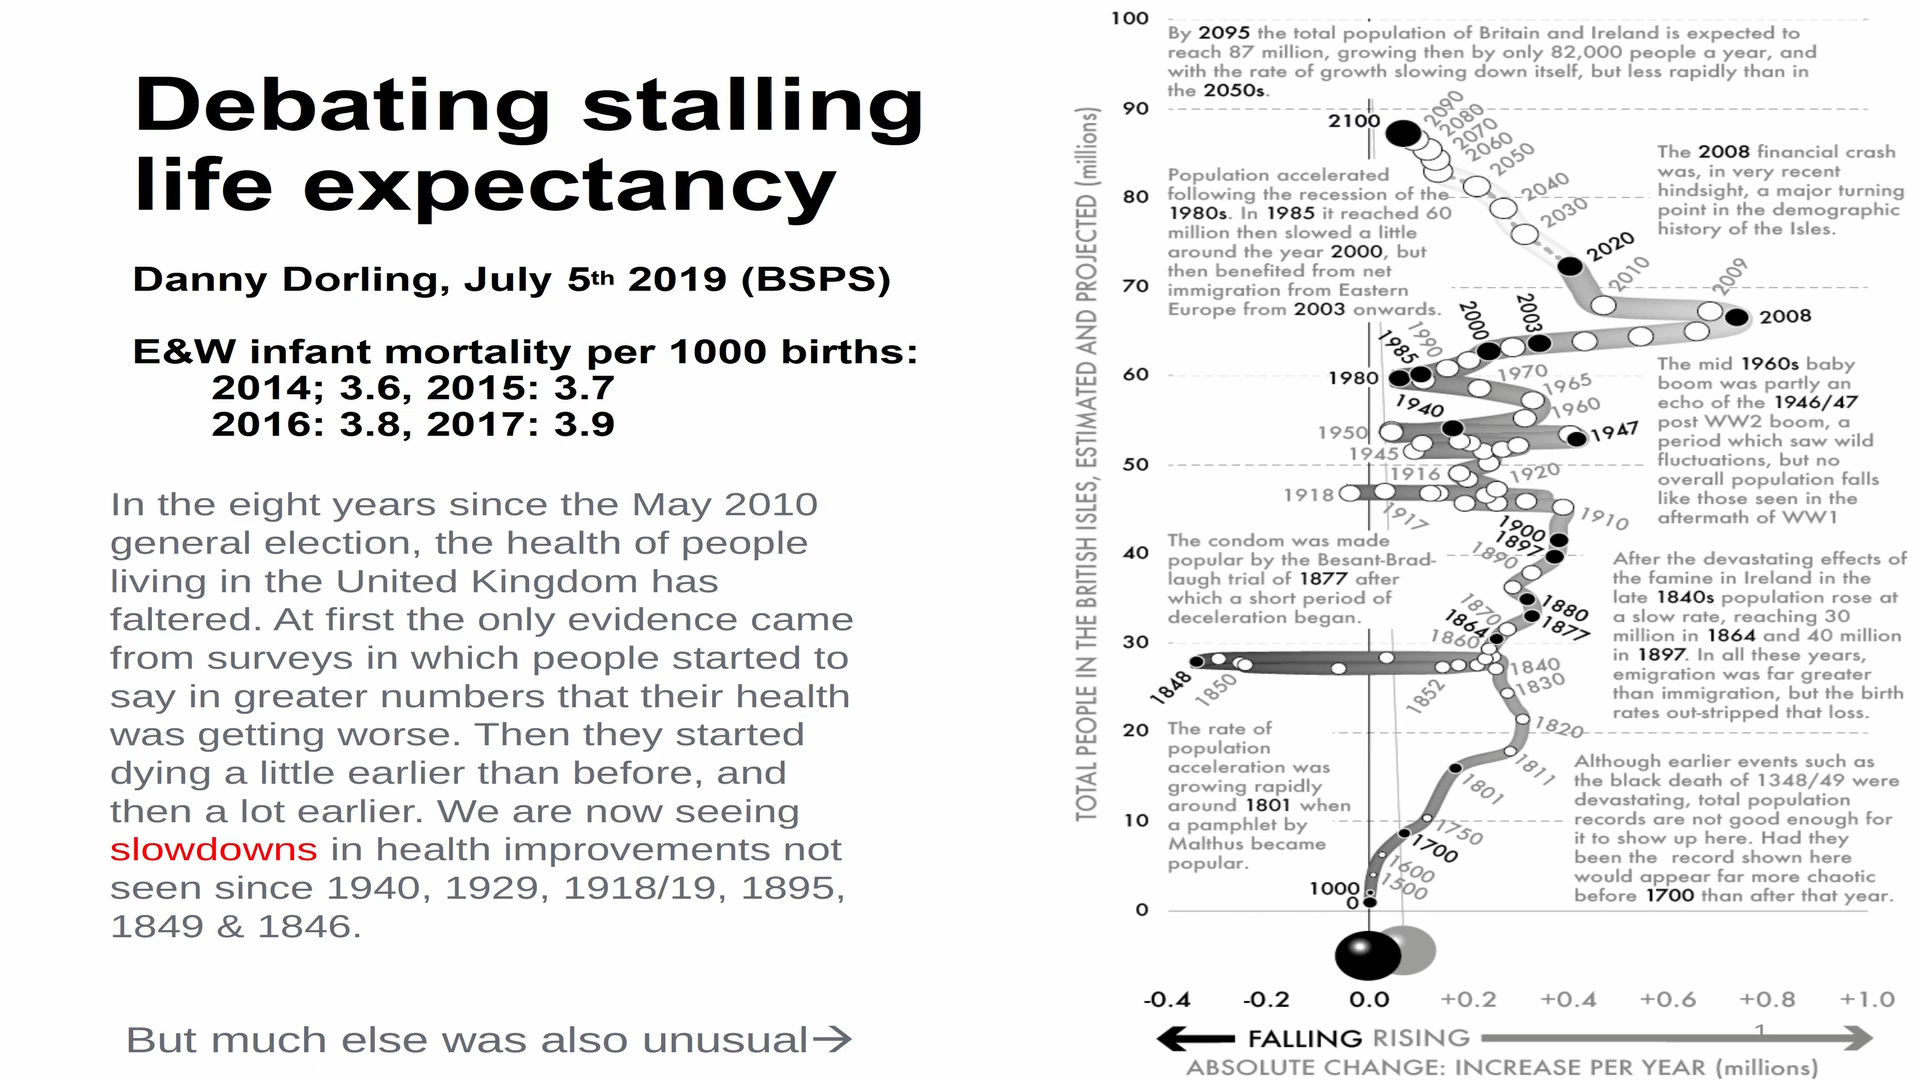 Debating stalling
life expectancy
Danny Dorling, July 5th 2019 (BSPS)
E&W infant mortality per 1000 births:
2014; 3.6, 2015: 3.7
2016: 3.8, 2017: 3.9
In the eight years since the May 2010
general election, the health of people
living in the United Kingdom has
faltered. At first the only evidence came
from surveys in which people started to
say in greater numbers that their health
was getting worse. Then they started
dying a little earlier than before, and
then a lot earlier. We are now seeing
slowdowns in health improvements not
seen since 1940, 1929, 1918/19, 1895,
1849 & 1846.
But much else was also unusual→
TOTAL PEOPLE IN THE BRITISH ISLES, ESTIMATED AND PROJECTED (millions)
100
90
80
70
60
50
40
30
20
10
0
By 2095 the total population of Britain and Ireland is expected to
reach 87 million, growing then by only 82,000 people a year, and
with the rate of growth slowing down itself, but less rapidly than in
the 2050s.
2100
2090
2080
2070
2060
2050
2040
2030
2020
2010
2009
2008
The 2008 financial crash
was, in very recent
hindsight, a major turning
point in the demographic
history of the Isles.
Population accelerated
following the recession of the
1980s. In 1985 it reached 60
million then slowed a little
around the year 2000, but
then benefited from net
immigration from Eastern
Europe from 2003 onwards.
2003
2000
1990
1985
1980
1970
1965
1960
1940
1950
1947
1945
1916
1920
1918
1917
1910
The mid 1960s baby
boom was partly an
echo of the 1946/47
post WW2 boom, a
period which saw wild
fluctuations, but no
overall population falls
like those seen in the
aftermath of WW1
1900
1897
1890
1880
1877
1870
1864
1860
The condom was made
popular by the Besant-Brad-
laugh trial of 1877 after
which a short period of
deceleration began.
After the devastating effects of
the famine in Ireland in the
late 1840s population rose at
a slow rate, reaching 30
million in 1864 and 40 million
in 1897. In all these years,
emigration was far greater
than immigration, but the birth
rates out-stripped that loss.
1848
1850
1852
1840
1830
1820
1811
1801
1750
1700
1600
1500
1000
0
The rate of
population
acceleration was
growing rapidly
around 1801 when
a pamphlet by
Malthus became
popular.
Although earlier events such as
the black death of 1348/49 were
devastating, total population
records are not good enough for
it to show up here. Had they
been the record shown here
would appear far more chaotic
before 1700 than after that year.
-0.4 -0.2 0.0 +0.2 +0.4 +0.6 +0.8 +1.0
FALLING RISING
1
ABSOLUTE CHANGE: INCREASE PER YEAR (millions)